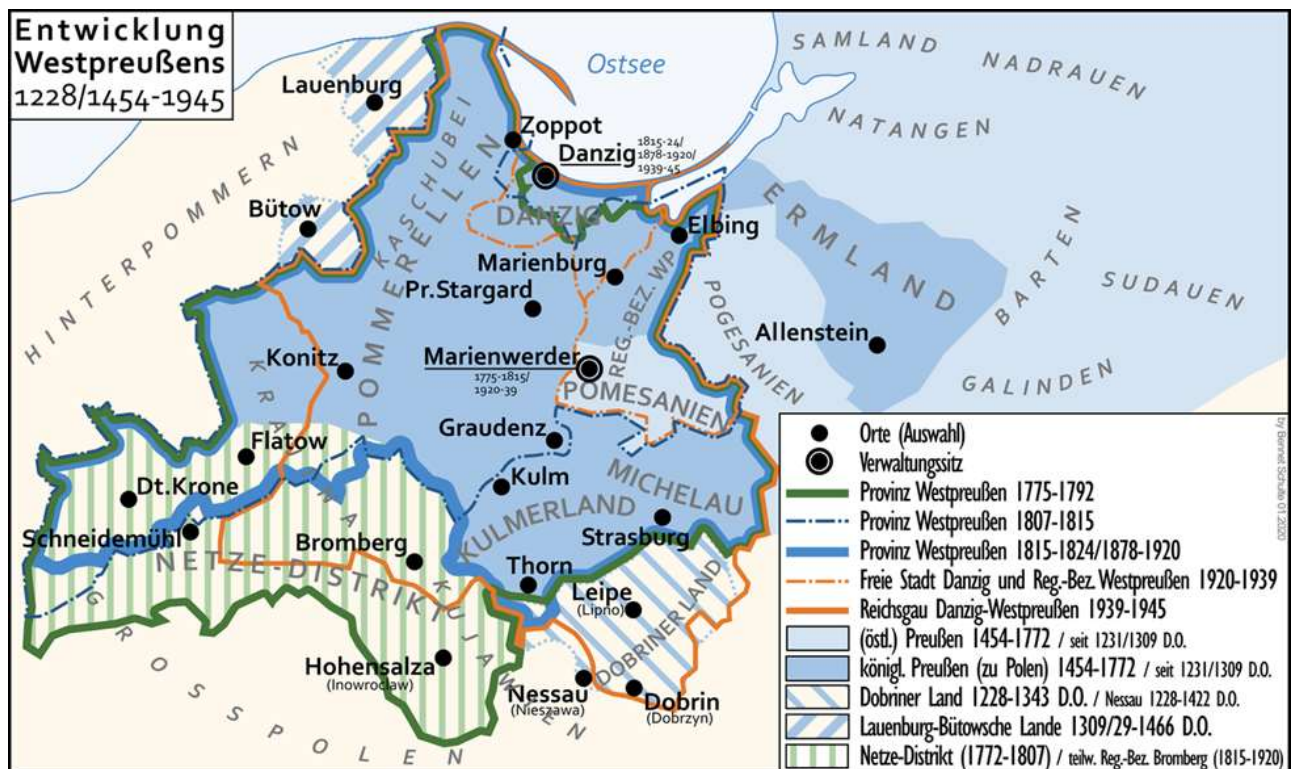 Entwicklung
Westpreußens
1228/1454-1945
Ostsee
SAMLAND
NADRAUEN
NATANGEN
Lauenburg
Zoppot
Danzig
1815-24/
1878-1920/
1939-45
KASCHUBEI
POMMERELLEN
HINTERPOMMERN
Bütow
DANZIG
Elbing
ERMLAND
BARTEN
SUDAUEN
Marienburg
REG.-BEZ. WP
POGESANIEN
Pr.Stargard
Allenstein
GALINDEN
Konitz
Marienwerder
1775-1815/
1920-39
POMESANIEN
KRAJNA
Graudenz
Flatow
Dt.Krone
Kulm
MICHELAU
KULMERLAND
Schneidemühl
Strasburg
NETZE-DISTRIKT
Bromberg
Thorn
Leipe
(Lipno)
DOBRINERLAND
KUJAWIEN
GROSSPOLEN
Hohensalza
(Inowrocław)
Nessau
(Nieszawa)
Dobrin
(Dobrzyn)
Orte (Auswahl)
Verwaltungssitz
Provinz Westpreußen 1775-1792
Provinz Westpreußen 1807-1815
Provinz Westpreußen 1815-1824/1878-1920
Freie Stadt Danzig und Reg.-Bez. Westpreußen 1920-1939
Reichsgau Danzig-Westpreußen 1939-1945
(östl.) Preußen 1454-1772 / seit 1231/1309 D.O.
königl. Preußen (zu Polen) 1454-1772 / seit 1231/1309 D.O.
Dobriner Land 1228-1343 D.O. / Nessau 1228-1422 D.O.
Lauenburg-Bütowsche Lande 1309/29-1466 D.O.
Netze-Distrikt (1772-1807) / teilw. Reg.-Bez. Bromberg (1815-1920)
by Bennet Schulte 01.2020